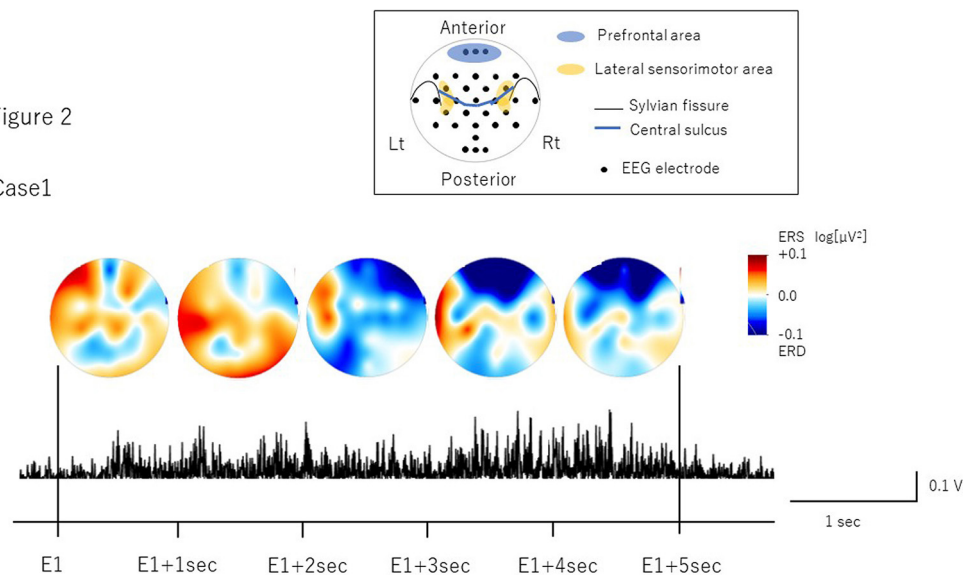 igure 2
Case1
Anterior
Lt
Rt
Posterior
Prefrontal area
Lateral sensorimotor area
Sylvian fissure
Central sulcus
EEG electrode
ERS log[μV²]
+0.1
0.0
-0.1
ERD
0.1 V
1 sec
E1 E1+1sec E1+2sec E1+3sec E1+4sec E1+5sec